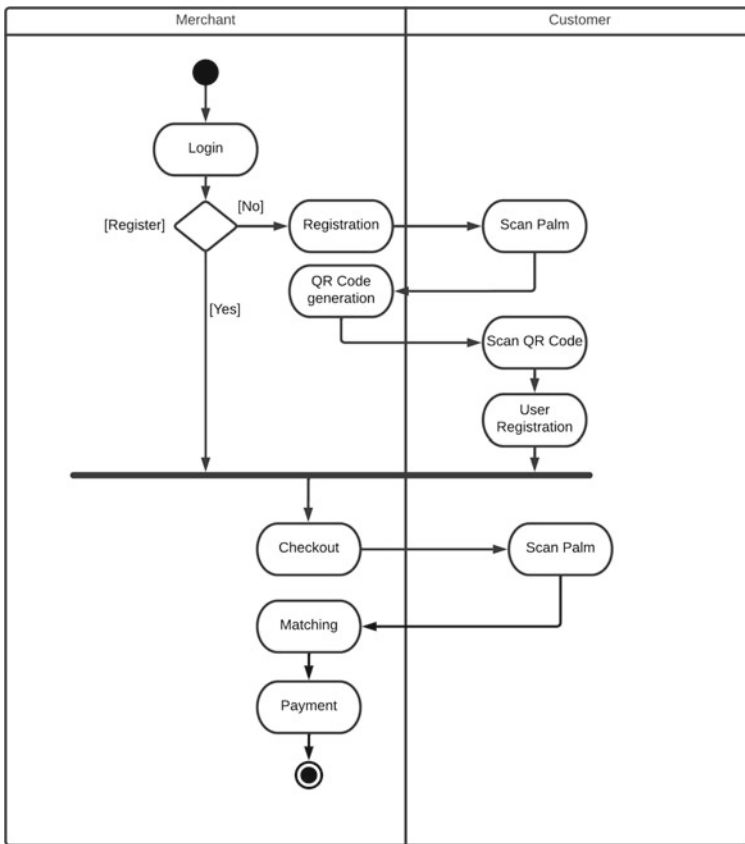 Merchant
Customer
Login
[Register]
[No]
Registration
Scan Palm
QR Code
generation
[Yes]
Scan QR Code
User
Registration
Checkout
Scan Palm
Matching
Payment